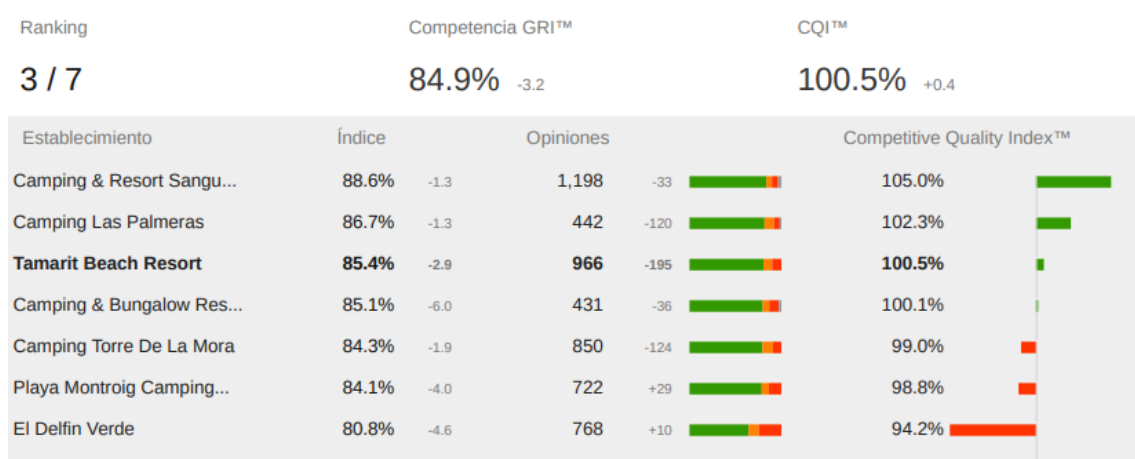 Ranking Competencia GRI™ CQI™
3 / 7 84.9% -3.2 100.5% +0.4
Establecimiento Índice Opiniones Competitive Quality Index™
Camping & Resort Sangu... 88.6% -1.3 1,198 -33 105.0%
Camping Las Palmeras 86.7% -1.3 442 -120 102.3%
Tamarit Beach Resort 85.4% -2.9 966 -195 100.5%
Camping & Bungalow Res... 85.1% -6.0 431 -36 100.1%
Camping Torre De La Mora 84.3% -1.9 850 -124 99.0%
Playa Montroig Camping... 84.1% -4.0 722 +29 98.8%
El Delfin Verde 80.8% -4.6 768 +10 94.2%